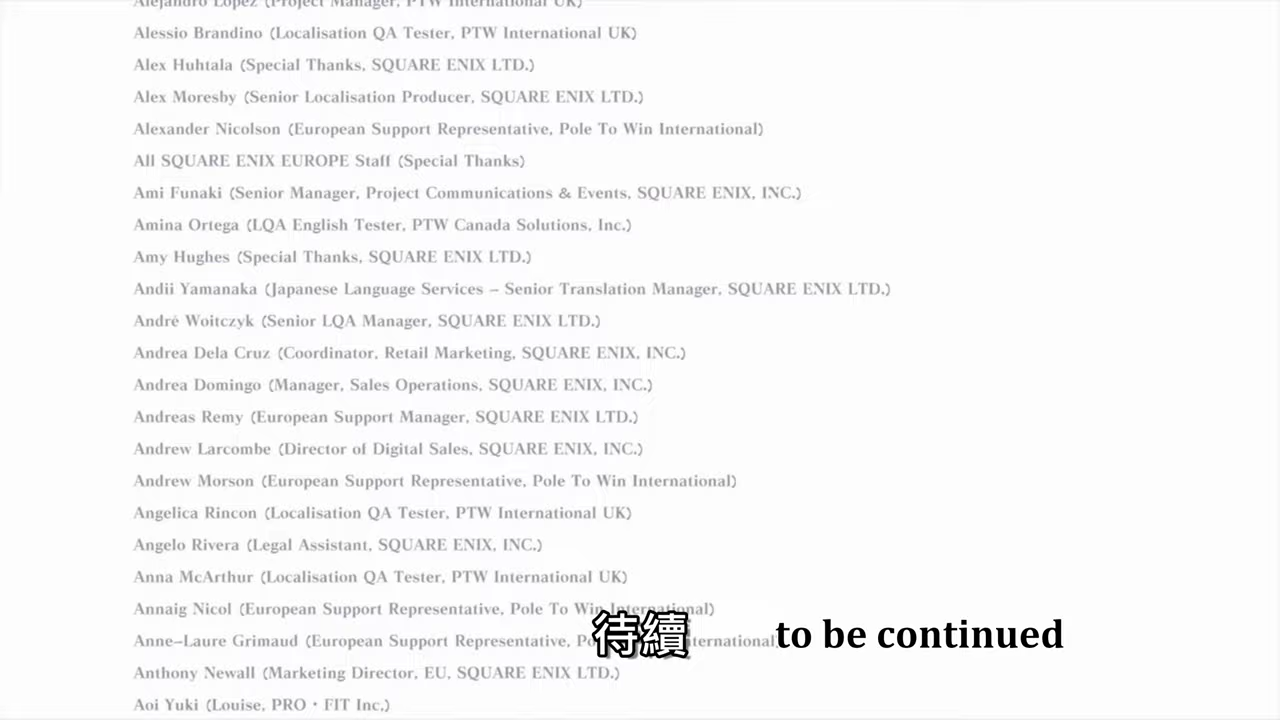 Alejandro Lopez (Project Manager, PTW International UK)
Alessio Brandino (Localisation QA Tester, PTW International UK)
Alex Huhtala (Special Thanks, SQUARE ENIX LTD.)
Alex Moresby (Senior Localisation Producer, SQUARE ENIX LTD.)
Alexander Nicolson (European Support Representative, Pole To Win International)
All SQUARE ENIX EUROPE Staff (Special Thanks)
Ami Funaki (Senior Manager, Project Communications & Events, SQUARE ENIX, INC.)
Amina Ortega (LQA English Tester, PTW Canada Solutions, Inc.)
Amy Hughes (Special Thanks, SQUARE ENIX LTD.)
Andii Yamanaka (Japanese Language Services – Senior Translation Manager, SQUARE ENIX LTD.)
André Woitczyk (Senior LQA Manager, SQUARE ENIX LTD.)
Andrea Dela Cruz (Coordinator, Retail Marketing, SQUARE ENIX, INC.)
Andrea Domingo (Manager, Sales Operations, SQUARE ENIX, INC.)
Andreas Remy (European Support Manager, SQUARE ENIX LTD.)
Andrew Larcombe (Director of Digital Sales, SQUARE ENIX, INC.)
Andrew Morson (European Support Representative, Pole To Win International)
Angelica Rincon (Localisation QA Tester, PTW International UK)
Angelo Rivera (Legal Assistant, SQUARE ENIX, INC.)
Anna McArthur (Localisation QA Tester, PTW International UK)
Annaig Nicol (European Support Representative, Pole To Win International)
Anne–Laure Grimaud (European Support Representative, International)
待續 to be continued
Anthony Newall (Marketing Director, EU, SQUARE ENIX LTD.)
Aoi Yuki (Louise, PRO・FIT Inc,)